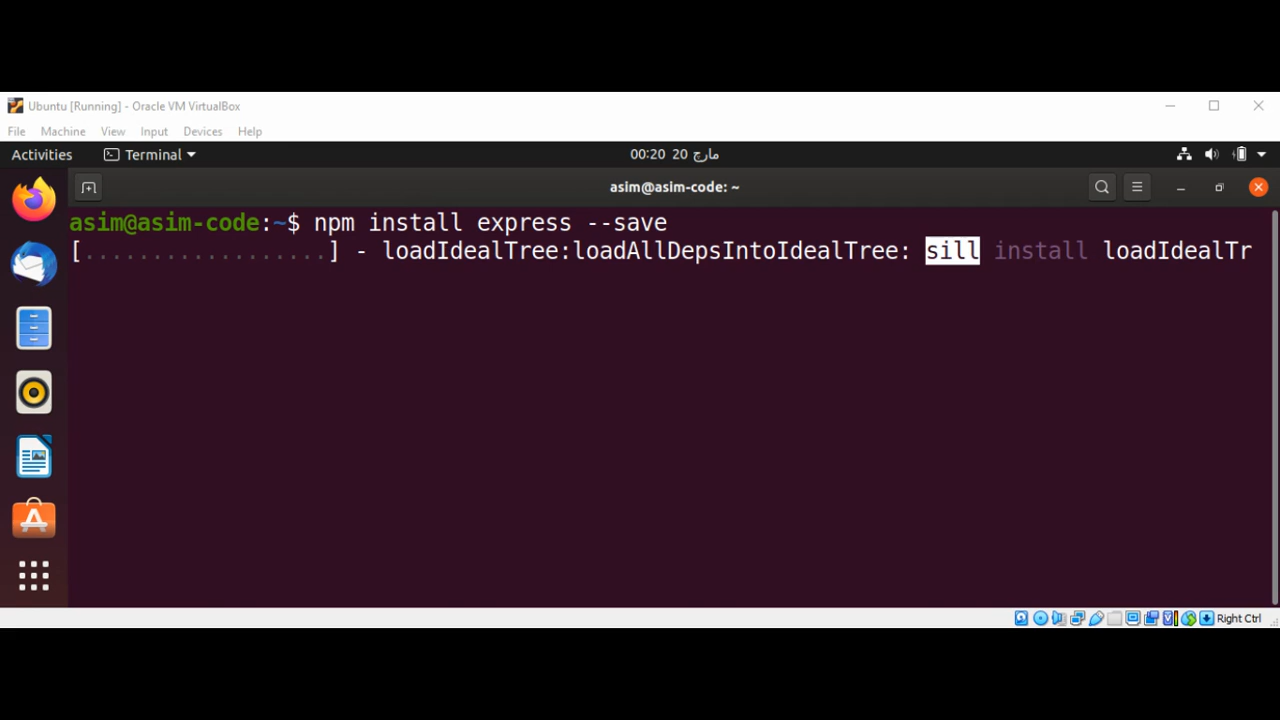 Ubuntu [Running] - Oracle VM VirtualBox
File Machine View Input Devices Help
Activities Terminal 00:20 20 مارچ
asim@asim-code: ~
asim@asim-code:~$ npm install express --save
[..................] - loadIdealTree:loadAllDepsIntoIdealTree: sill install loadIdealTr
Right Ctrl